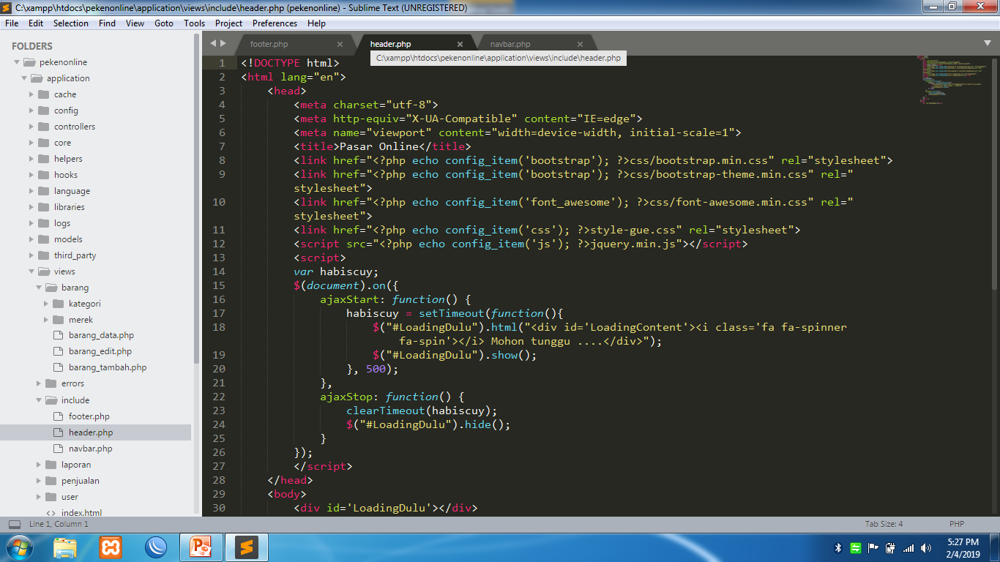 C:\xampp\htdocs\pekenonline\application\views\include\header.php (pekenonline) - Sublime Text (UNREGISTERED)
File Edit Selection Find View Goto Tools Project Preferences Help
FOLDERS
pekenonline
application
cache
config
controllers
core
helpers
hooks
language
libraries
logs
models
third_party
views
barang
kategori
merek
barang_data.php
barang_edit.php
barang_tambah.php
errors
include
footer.php
header.php
navbar.php
laporan
penjualan
user
index.html
footer.php header.php navbar.php
C:\xampp\htdocs\pekenonline\application\views\include\header.php
1 <!DOCTYPE html>
2 <html lang="en">
3 <head>
4 <meta charset="utf-8">
5 <meta http-equiv="X-UA-Compatible" content="IE=edge">
6 <meta name="viewport" content="width=device-width, initial-scale=1">
7 <title>Pasar Online</title>
8 <link href="<?php echo config_item('bootstrap'); ?>css/bootstrap.min.css" rel="stylesheet">
9 <link href="<?php echo config_item('bootstrap'); ?>css/bootstrap-theme.min.css" rel="
stylesheet">
10 <link href="<?php echo config_item('font_awesome'); ?>css/font-awesome.min.css" rel="
stylesheet">
11 <link href="<?php echo config_item('css'); ?>style-gue.css" rel="stylesheet">
12 <script src="<?php echo config_item('js'); ?>jquery.min.js"></script>
13 <script>
14 var habiscuy;
15 $(document).on({
16 ajaxStart: function() {
17 habiscuy = setTimeout(function(){
18 $("#LoadingDulu").html("<div id='LoadingContent'><i class='fa fa-spinner
fa-spin'></i> Mohon tunggu ....</div>");
19 $("#LoadingDulu").show();
20 }, 500);
21 },
22 ajaxStop: function() {
23 clearTimeout(habiscuy);
24 $("#LoadingDulu").hide();
25 }
26 });
27 </script>
28 </head>
29 <body>
30 <div id='LoadingDulu'></div>
Line 1, Column 1 Tab Size: 4 PHP
5:27 PM
2/4/2019